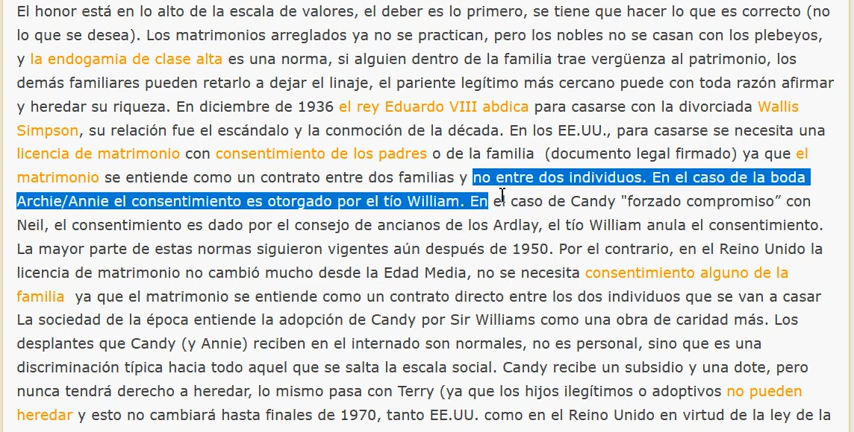 El honor está en lo alto de la escala de valores, el deber es lo primero, se tiene que hacer lo que es correcto (no
lo que se desea). Los matrimonios arreglados ya no se practican, pero los nobles no se casan con los plebeyos,
y la endogamia de clase alta es una norma, si alguien dentro de la familia trae vergüenza al patrimonio, los
demás familiares pueden retarlo a dejar el linaje, el pariente legítimo más cercano puede con toda razón afirmar
y heredar su riqueza. En diciembre de 1936 el rey Eduardo VIII abdica para casarse con la divorciada Wallis
Simpson, su relación fue el escándalo y la conmoción de la década. En los EE.UU., para casarse se necesita una
licencia de matrimonio con consentimiento de los padres o de la familia (documento legal firmado) ya que el
matrimonio se entiende como un contrato entre dos familias y no entre dos individuos. En el caso de la boda
Archie/Annie el consentimiento es otorgado por el tío William. En el caso de Candy "forzado compromiso” con
Neil, el consentimiento es dado por el consejo de ancianos de los Ardlay, el tío William anula el consentimiento.
La mayor parte de estas normas siguieron vigentes aún después de 1950. Por el contrario, en el Reino Unido la
licencia de matrimonio no cambió mucho desde la Edad Media, no se necesita consentimiento alguno de la
familia ya que el matrimonio se entiende como un contrato directo entre los dos individuos que se van a casar
La sociedad de la época entiende la adopción de Candy por Sir Williams como una obra de caridad más. Los
desplantes que Candy (y Annie) reciben en el internado son normales, no es personal, sino que es una
discriminación típica hacia todo aquel que se salta la escala social. Candy recibe un subsidio y una dote, pero
nunca tendrá derecho a heredar, lo mismo pasa con Terry (ya que los hijos ilegítimos o adoptivos no pueden
heredar y esto no cambiará hasta finales de 1970, tanto EE.UU. como en el Reino Unido en virtud de la ley de la